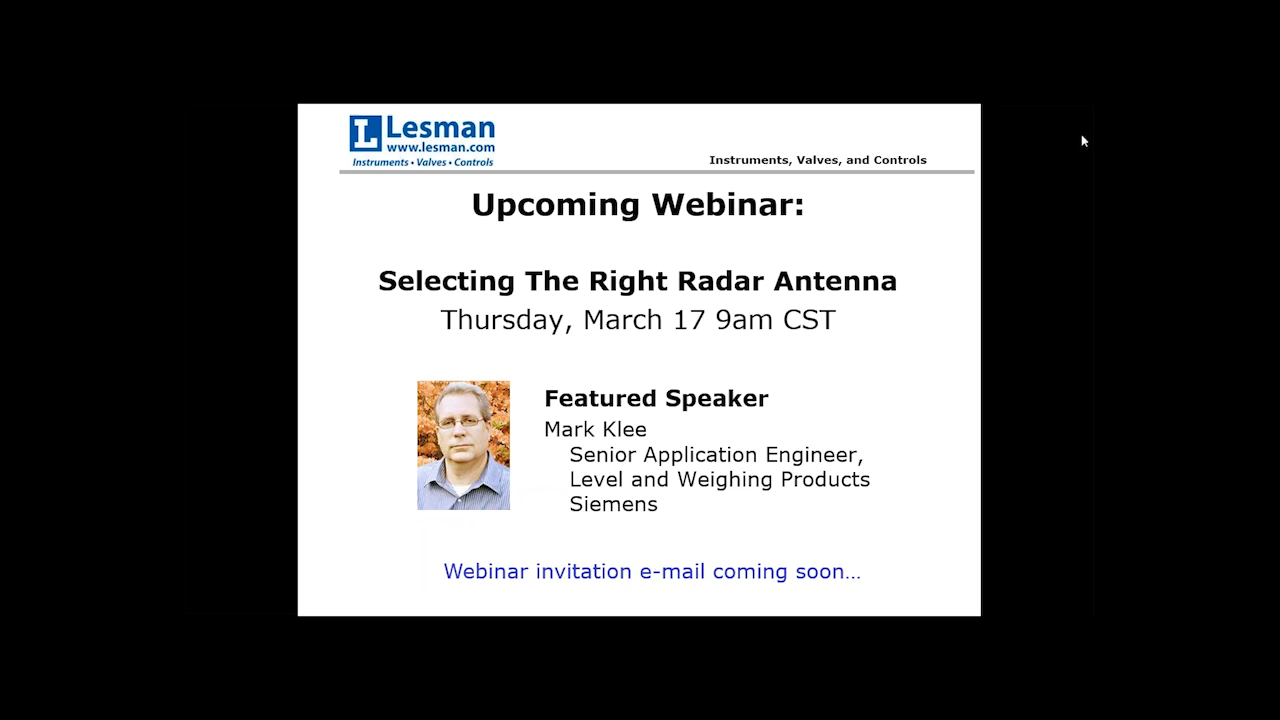 L Lesman
www.lesman.com
Instruments • Valves • Controls
Instruments, Valves, and Controls
Upcoming Webinar:
Selecting The Right Radar Antenna
Thursday, March 17 9am CST
Featured Speaker
Mark Klee
Senior Application Engineer,
Level and Weighing Products
Siemens
Webinar invitation e-mail coming soon...